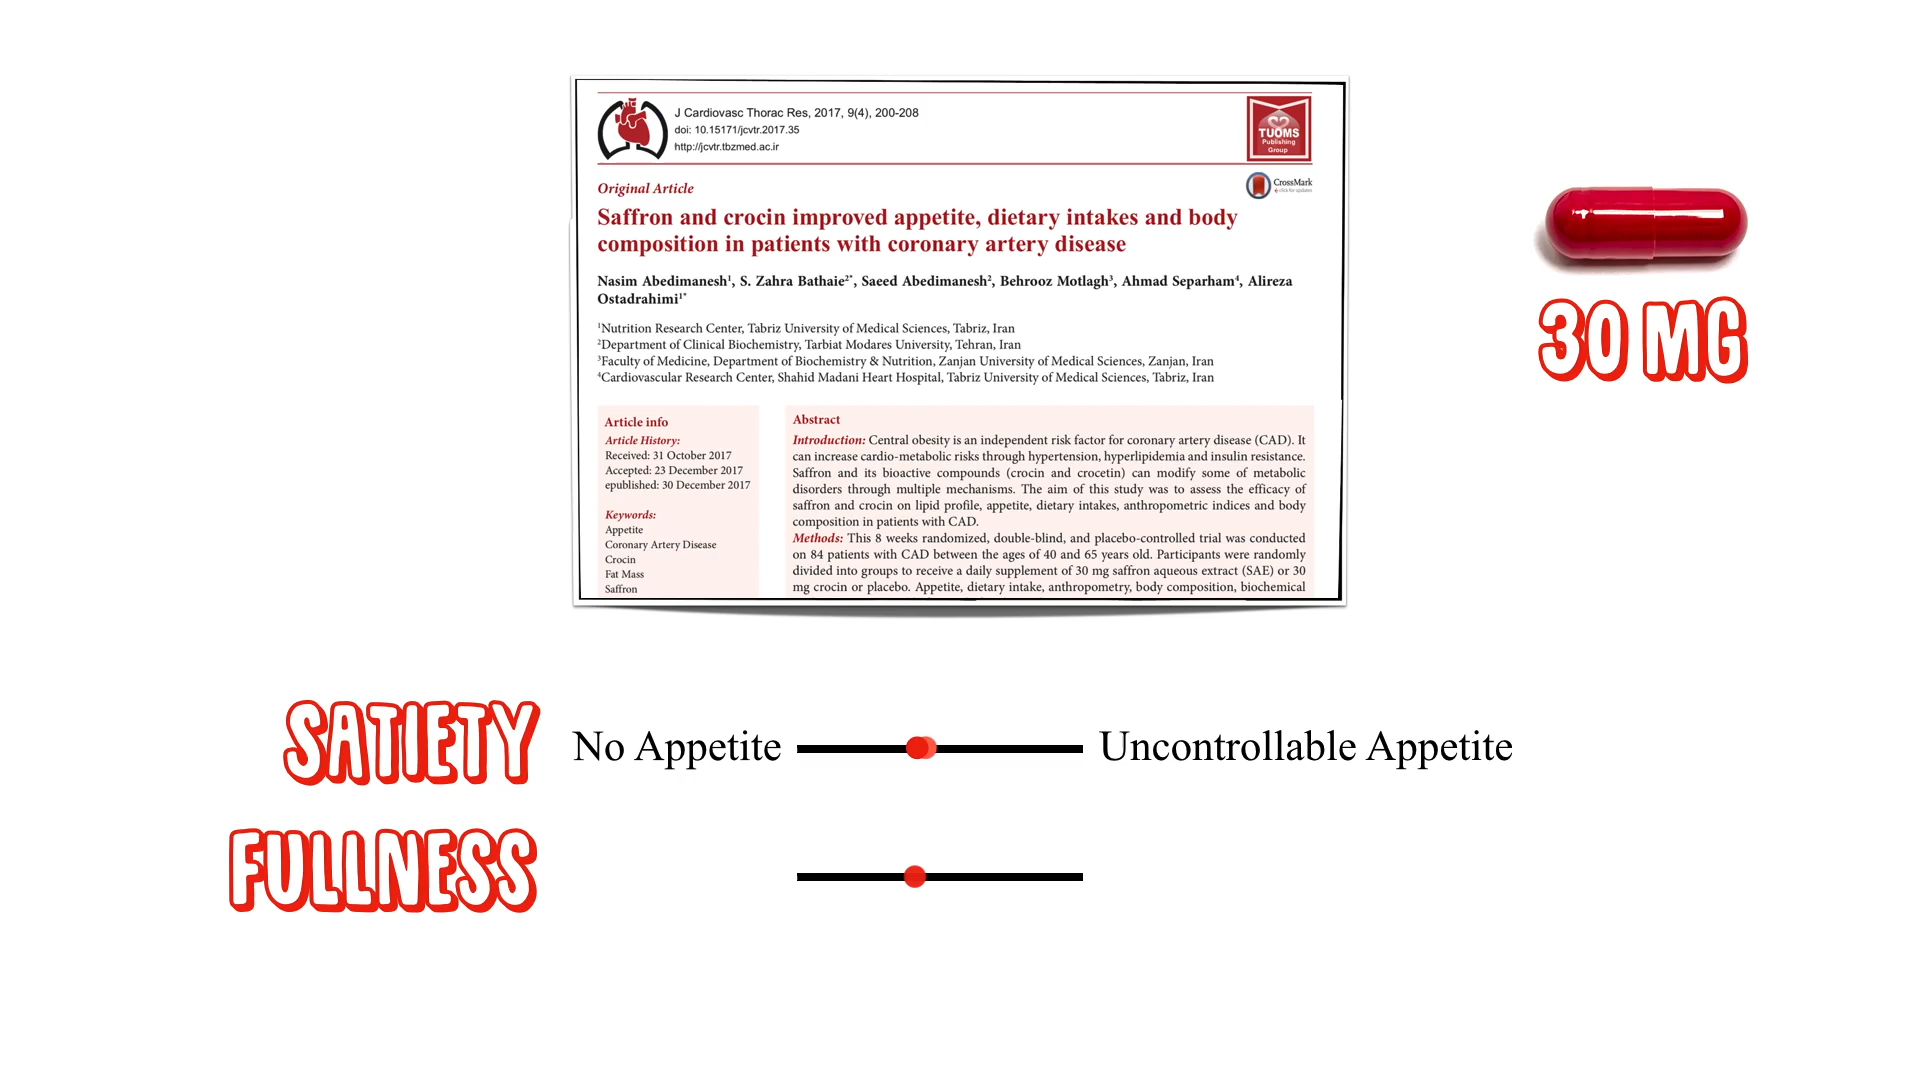 J Cardiovasc Thorac Res, 2017, 9(4), 200-208
doi: 10.15171/jcvtr.2017.35
http://jcvtr.tbzmed.ac.ir
TUOMS
Publishing
Group
CrossMark
click for updates
Original Article
Saffron and crocin improved appetite, dietary intakes and body
composition in patients with coronary artery disease
Nasim Abedimanesh¹, S. Zahra Bathaie²*, Saeed Abedimanesh², Behrooz Motlagh³, Ahmad Separham⁴, Alireza
Ostadrahimi¹*
¹Nutrition Research Center, Tabriz University of Medical Sciences, Tabriz, Iran
²Department of Clinical Biochemistry, Tarbiat Modares University, Tehran, Iran
³Faculty of Medicine, Department of Biochemistry & Nutrition, Zanjan University of Medical Sciences, Zanjan, Iran
⁴Cardiovascular Research Center, Shahid Madani Heart Hospital, Tabriz University of Medical Sciences, Tabriz, Iran
Article info
Article History:
Received: 31 October 2017
Accepted: 23 December 2017
epublished: 30 December 2017
Keywords:
Appetite
Coronary Artery Disease
Crocin
Fat Mass
Saffron
Abstract
Introduction: Central obesity is an independent risk factor for coronary artery disease (CAD). It
can increase cardio-metabolic risks through hypertension, hyperlipidemia and insulin resistance.
Saffron and its bioactive compounds (crocin and crocetin) can modify some of metabolic
disorders through multiple mechanisms. The aim of this study was to assess the efficacy of
saffron and crocin on lipid profile, appetite, dietary intakes, anthropometric indices and body
composition in patients with CAD.
Methods: This 8 weeks randomized, double-blind, and placebo-controlled trial was conducted
on 84 patients with CAD between the ages of 40 and 65 years old. Participants were randomly
divided into groups to receive a daily supplement of 30 mg saffron aqueous extract (SAE) or 30
mg crocin or placebo. Appetite, dietary intake, anthropometry, body composition, biochemical
30 MG
SATIETY
No Appetite
Uncontrollable Appetite
FULLNESS